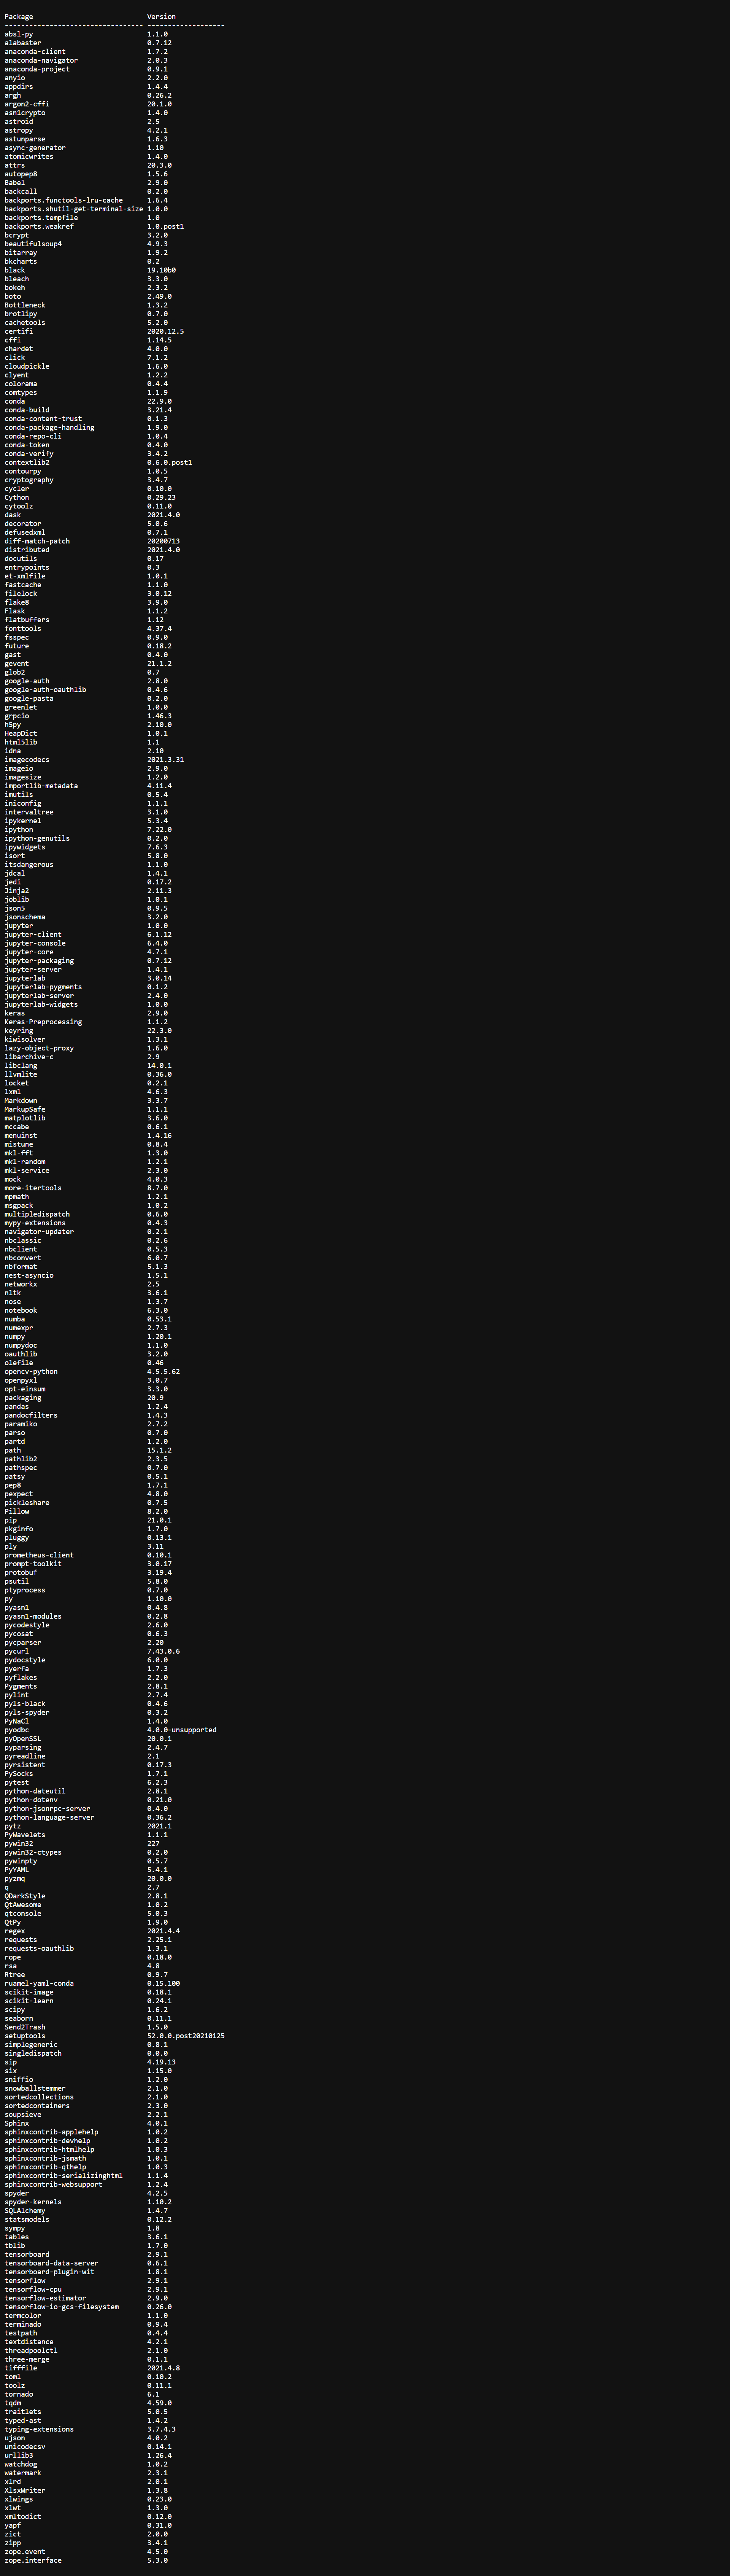 Package                            Version
---------------------------------- -------------------
absl-py                            1.1.0
alabaster                          0.7.12
anaconda-client                    1.7.2
anaconda-navigator                 2.0.3
anaconda-project                   0.9.1
anyio                              2.2.0
appdirs                            1.4.4
argh                               0.26.2
argon2-cffi                        20.1.0
asn1crypto                         1.4.0
astroid                            2.5
astropy                            4.2.1
astunparse                         1.6.3
async-generator                    1.10
atomicwrites                       1.4.0
attrs                              20.3.0
autopep8                           1.5.6
Babel                              2.9.0
backcall                           0.2.0
backports.functools-lru-cache      1.6.4
backports.shutil-get-terminal-size 1.0.0
backports.tempfile                 1.0
backports.weakref                  1.0.post1
bcrypt                             3.2.0
beautifulsoup4                     4.9.3
bitarray                           1.9.2
bkcharts                           0.2
black                              19.10b0
bleach                             3.3.0
bokeh                              2.3.2
boto                               2.49.0
Bottleneck                         1.3.2
brotlipy                           0.7.0
cachetools                         5.2.0
certifi                            2020.12.5
cffi                               1.14.5
chardet                            4.0.0
click                              7.1.2
cloudpickle                        1.6.0
clyent                             1.2.2
colorama                           0.4.4
comtypes                           1.1.9
conda                              22.9.0
conda-build                        3.21.4
conda-content-trust                0.1.3
conda-package-handling             1.9.0
conda-repo-cli                     1.0.4
conda-token                        0.4.0
conda-verify                       3.4.2
contextlib2                        0.6.0.post1
contourpy                          1.0.5
cryptography                       3.4.7
cycler                             0.10.0
Cython                             0.29.23
cytoolz                            0.11.0
dask                               2021.4.0
decorator                          5.0.6
defusedxml                         0.7.1
diff-match-patch                   20200713
distributed                        2021.4.0
docutils                           0.17
entrypoints                        0.3
et-xmlfile                         1.0.1
fastcache                          1.1.0
filelock                           3.0.12
flake8                             3.9.0
Flask                              1.1.2
flatbuffers                        1.12
fonttools                          4.37.4
fsspec                             0.9.0
future                             0.18.2
gast                               0.4.0
gevent                             21.1.2
glob2                              0.7
google-auth                        2.8.0
google-auth-oauthlib               0.4.6
google-pasta                       0.2.0
greenlet                           1.0.0
grpcio                             1.46.3
h5py                               2.10.0
HeapDict                           1.0.1
html5lib                           1.1
idna                               2.10
imagecodecs                        2021.3.31
imageio                            2.9.0
imagesize                          1.2.0
importlib-metadata                 4.11.4
imutils                            0.5.4
iniconfig                          1.1.1
intervaltree                       3.1.0
ipykernel                          5.3.4
ipython                            7.22.0
ipython-genutils                   0.2.0
ipywidgets                         7.6.3
isort                              5.8.0
itsdangerous                       1.1.0
jdcal                              1.4.1
jedi                               0.17.2
Jinja2                             2.11.3
joblib                             1.0.1
json5                              0.9.5
jsonschema                         3.2.0
jupyter                            1.0.0
jupyter-client                     6.1.12
jupyter-console                    6.4.0
jupyter-core                       4.7.1
jupyter-packaging                  0.7.12
jupyter-server                     1.4.1
jupyterlab                         3.0.14
jupyterlab-pygments                0.1.2
jupyterlab-server                  2.4.0
jupyterlab-widgets                 1.0.0
keras                              2.9.0
Keras-Preprocessing                1.1.2
keyring                            22.3.0
kiwisolver                         1.3.1
lazy-object-proxy                  1.6.0
libarchive-c                       2.9
libclang                           14.0.1
llvmlite                           0.36.0
locket                             0.2.1
lxml                               4.6.3
Markdown                           3.3.7
MarkupSafe                         1.1.1
matplotlib                         3.6.0
mccabe                             0.6.1
menuinst                           1.4.16
mistune                            0.8.4
mkl-fft                            1.3.0
mkl-random                         1.2.1
mkl-service                        2.3.0
mock                               4.0.3
more-itertools                     8.7.0
mpmath                             1.2.1
msgpack                            1.0.2
multipledispatch                   0.6.0
mypy-extensions                    0.4.3
navigator-updater                  0.2.1
nbclassic                          0.2.6
nbclient                           0.5.3
nbconvert                          6.0.7
nbformat                           5.1.3
nest-asyncio                       1.5.1
networkx                           2.5
nltk                               3.6.1
nose                               1.3.7
notebook                           6.3.0
numba                              0.53.1
numexpr                            2.7.3
numpy                              1.20.1
numpydoc                           1.1.0
oauthlib                           3.2.0
olefile                            0.46
opencv-python                      4.5.5.62
openpyxl                           3.0.7
opt-einsum                         3.3.0
packaging                          20.9
pandas                             1.2.4
pandocfilters                      1.4.3
paramiko                           2.7.2
parso                              0.7.0
partd                              1.2.0
path                               15.1.2
pathlib2                           2.3.5
pathspec                           0.7.0
patsy                              0.5.1
pep8                               1.7.1
pexpect                            4.8.0
pickleshare                        0.7.5
Pillow                             8.2.0
pip                                21.0.1
pkginfo                            1.7.0
pluggy                             0.13.1
ply                                3.11
prometheus-client                  0.10.1
prompt-toolkit                     3.0.17
protobuf                           3.19.4
psutil                             5.8.0
ptyprocess                         0.7.0
py                                 1.10.0
pyasn1                             0.4.8
pyasn1-modules                     0.2.8
pycodestyle                        2.6.0
pycosat                            0.6.3
pycparser                          2.20
pycurl                             7.43.0.6
pydocstyle                         6.0.0
pyerfa                             1.7.3
pyflakes                           2.2.0
Pygments                           2.8.1
pylint                             2.7.4
pyls-black                         0.4.6
pyls-spyder                        0.3.2
PyNaCl                             1.4.0
pyodbc                             4.0.0-unsupported
pyOpenSSL                          20.0.1
pyparsing                          2.4.7
pyreadline                         2.1
pyrsistent                         0.17.3
PySocks                            1.7.1
pytest                             6.2.3
python-dateutil                    2.8.1
python-dotenv                      0.21.0
python-jsonrpc-server              0.4.0
python-language-server             0.36.2
pytz                               2021.1
PyWavelets                         1.1.1
pywin32                            227
pywin32-ctypes                     0.2.0
pywinpty                           0.5.7
PyYAML                             5.4.1
pyzmq                              20.0.0
q                                  2.7
QDarkStyle                         2.8.1
QtAwesome                          1.0.2
qtconsole                          5.0.3
QtPy                               1.9.0
regex                              2021.4.4
requests                           2.25.1
requests-oauthlib                  1.3.1
rope                               0.18.0
rsa                                4.8
Rtree                              0.9.7
ruamel-yaml-conda                  0.15.100
scikit-image                       0.18.1
scikit-learn                       0.24.1
scipy                              1.6.2
seaborn                            0.11.1
Send2Trash                         1.5.0
setuptools                         52.0.0.post20210125
simplegeneric                      0.8.1
singledispatch                     0.0.0
sip                                4.19.13
six                                1.15.0
sniffio                            1.2.0
snowballstemmer                    2.1.0
sortedcollections                  2.1.0
sortedcontainers                   2.3.0
soupsieve                          2.2.1
Sphinx                             4.0.1
sphinxcontrib-applehelp            1.0.2
sphinxcontrib-devhelp              1.0.2
sphinxcontrib-htmlhelp             1.0.3
sphinxcontrib-jsmath               1.0.1
sphinxcontrib-qthelp               1.0.3
sphinxcontrib-serializinghtml      1.1.4
sphinxcontrib-websupport           1.2.4
spyder                             4.2.5
spyder-kernels                     1.10.2
SQLAlchemy                         1.4.7
statsmodels                        0.12.2
sympy                              1.8
tables                             3.6.1
tblib                              1.7.0
tensorboard                        2.9.1
tensorboard-data-server            0.6.1
tensorboard-plugin-wit             1.8.1
tensorflow                         2.9.1
tensorflow-cpu                     2.9.1
tensorflow-estimator               2.9.0
tensorflow-io-gcs-filesystem       0.26.0
termcolor                          1.1.0
terminado                          0.9.4
testpath                           0.4.4
textdistance                       4.2.1
threadpoolctl                      2.1.0
three-merge                        0.1.1
tifffile                           2021.4.8
toml                               0.10.2
toolz                              0.11.1
tornado                            6.1
tqdm                               4.59.0
traitlets                          5.0.5
typed-ast                          1.4.2
typing-extensions                  3.7.4.3
ujson                              4.0.2
unicodecsv                         0.14.1
urllib3                            1.26.4
watchdog                           1.0.2
watermark                          2.3.1
xlrd                               2.0.1
XlsxWriter                         1.3.8
xlwings                            0.23.0
xlwt                               1.3.0
xmltodict                          0.12.0
yapf                               0.31.0
zict                               2.0.0
zipp                               3.4.1
zope.event                         4.5.0
zope.interface                     5.3.0